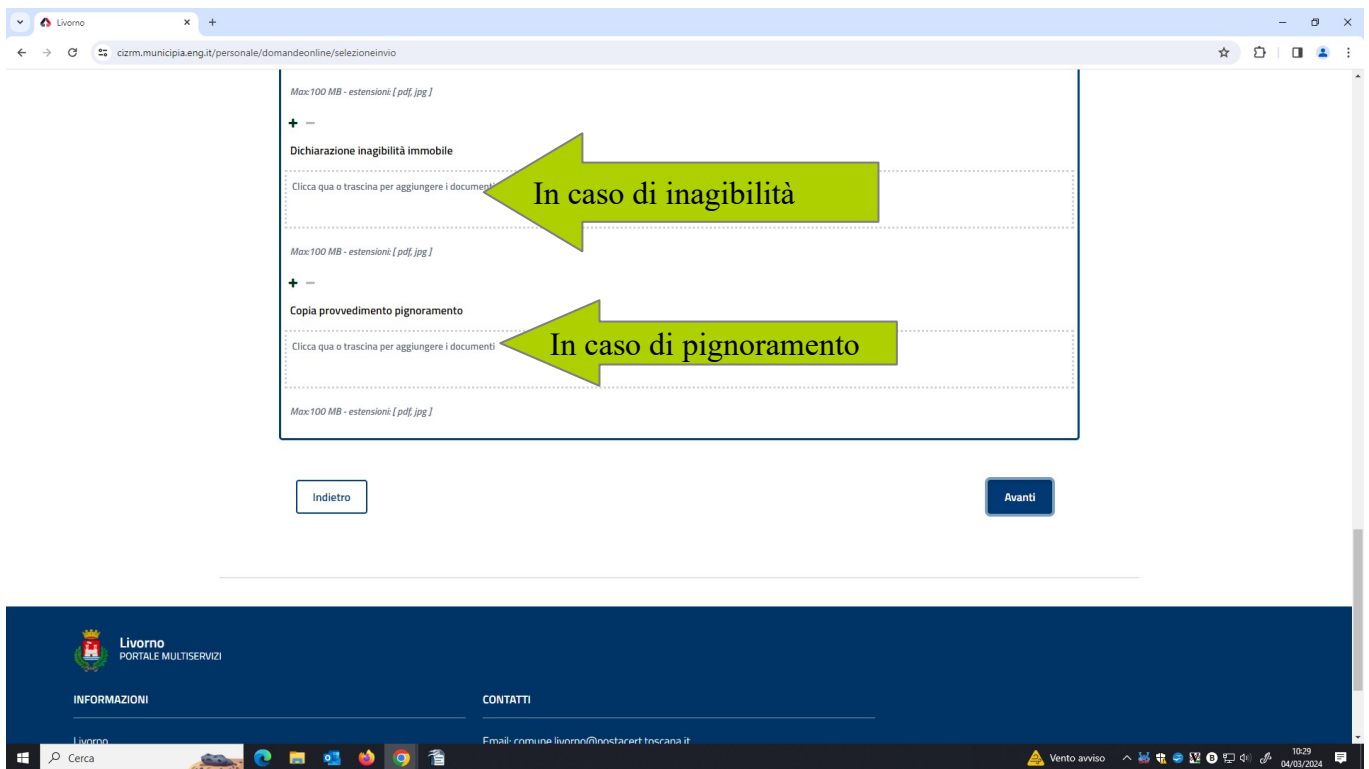 Livorno
cizrm.municipia.eng.it/personale/domandeonline/selezioneinvio
Max:100 MB - estensioni: [ pdf, jpg ]
Dichiarazione inagibilità immobile
Clicca qua o trascina per aggiungere i documenti
In caso di inagibilità
Max:100 MB - estensioni: [ pdf, jpg ]
Copia provvedimento pignoramento
Clicca qua o trascina per aggiungere i documenti
In caso di pignoramento
Max:100 MB - estensioni: [ pdf, jpg ]
Indietro
Avanti
Livorno
PORTALE MULTISERVIZI
INFORMAZIONI
CONTATTI
Livorno
Email: comune.livorno@postacert.toscana.it
Cerca
Vento avviso
10:29
04/03/2024